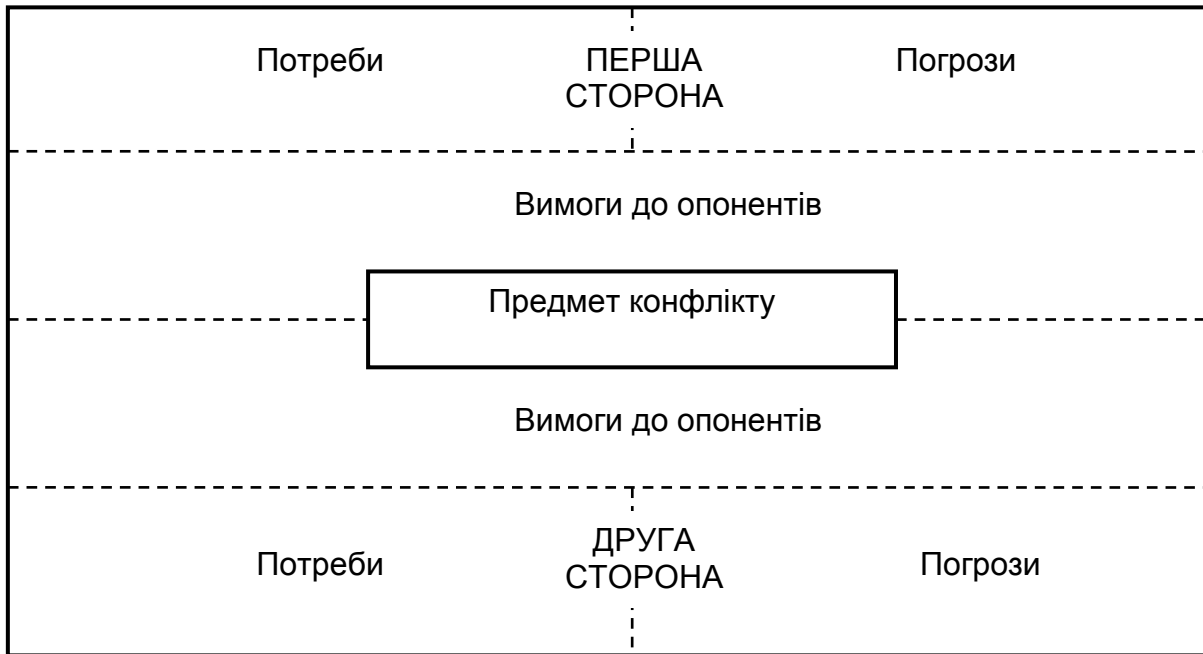 Потреби
ПЕРША
СТОРОНА
Погрози
Вимоги до опонентів
Предмет конфлікту
Вимоги до опонентів
Потреби
ДРУГА
СТОРОНА
Погрози